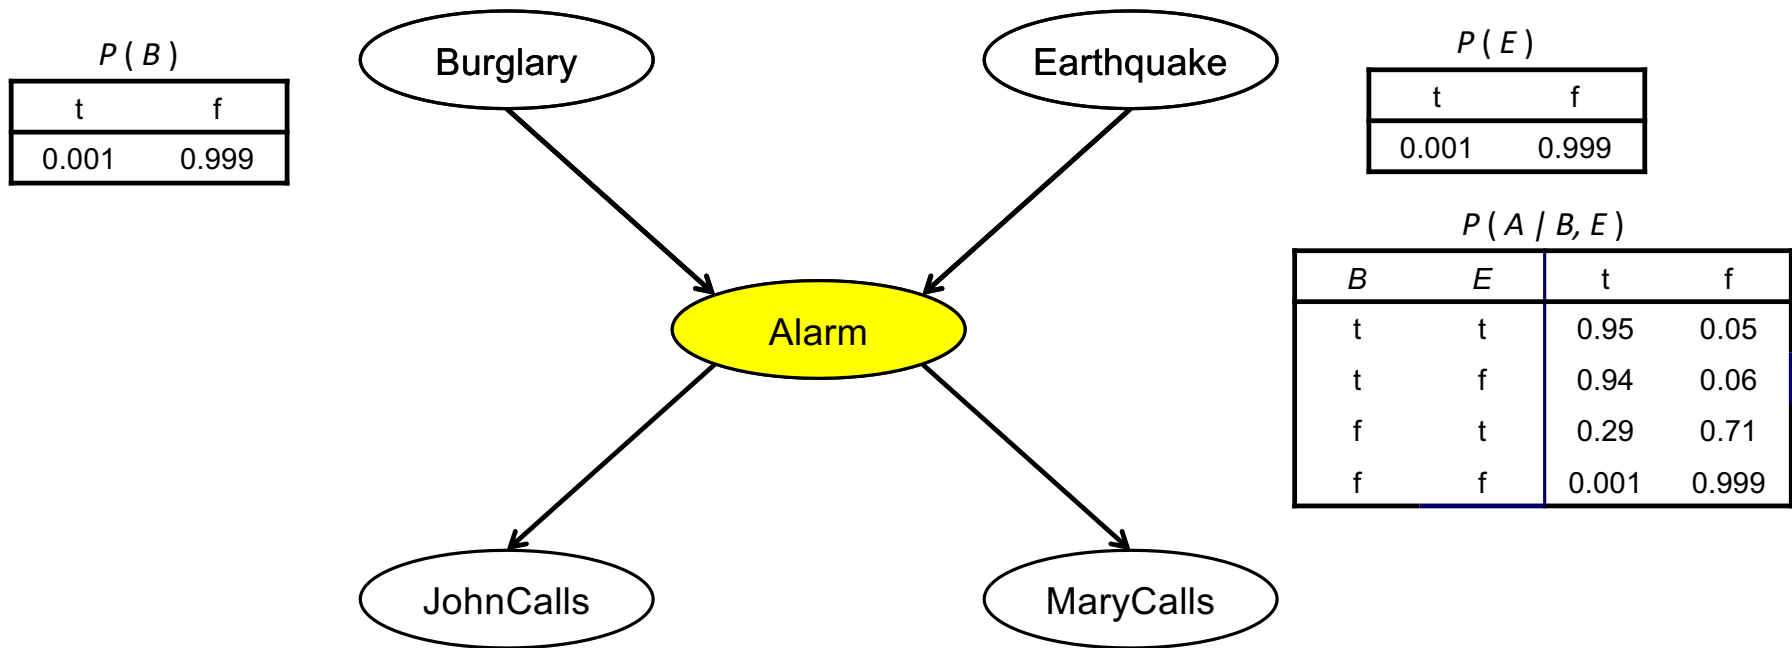 P ( B )
t f
0.001 0.999
Burglary
Earthquake
P ( E )
t f
0.001 0.999
P ( A | B, E )
B E t f
t t 0.95 0.05
t f 0.94 0.06
f t 0.29 0.71
f f 0.001 0.999
Alarm
JohnCalls
MaryCalls